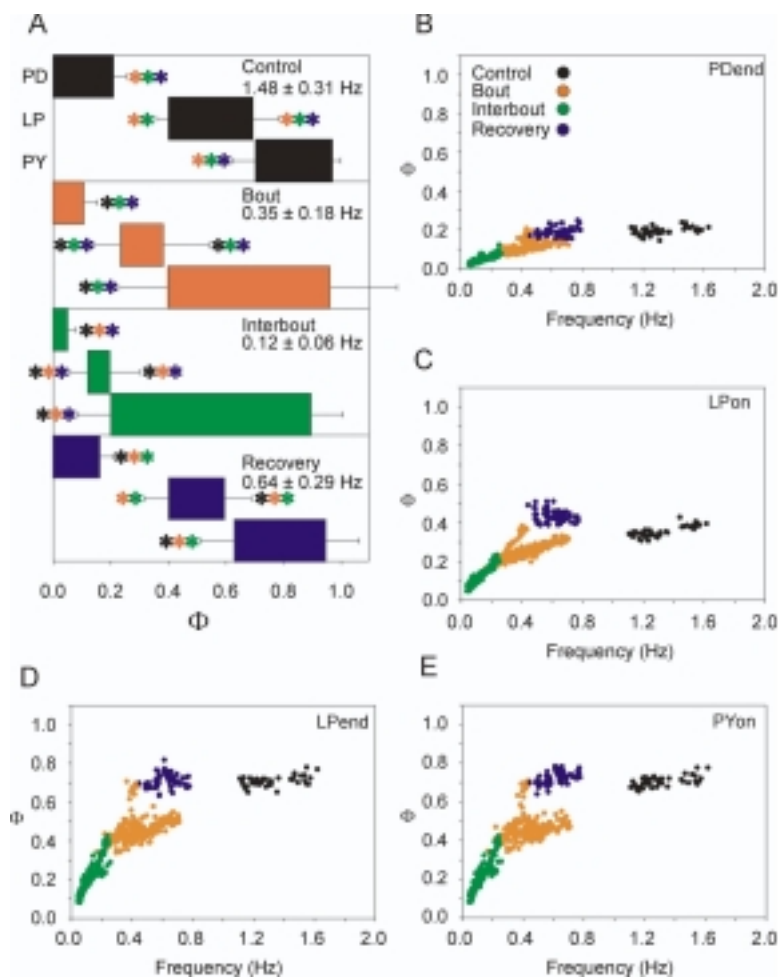 A
PD
LP
PY
Control
1.48 ± 0.31 Hz
Bout
0.35 ± 0.18 Hz
Interbout
0.12 ± 0.06 Hz
Recovery
0.64 ± 0.29 Hz
0.0 0.2 0.4 0.6 0.8 1.0
Φ
B
PDend
Control
Bout
Interbout
Recovery
Φ
1.0
0.8
0.6
0.4
0.2
0.0
0.0 0.4 0.8 1.2 1.6 2.0
Frequency (Hz)
C
LPon
Φ
1.0
0.8
0.6
0.4
0.2
0.0
0.0 0.4 0.8 1.2 1.6 2.0
Frequency (Hz)
D
LPend
Φ
1.0
0.8
0.6
0.4
0.2
0.0
0.0 0.4 0.8 1.2 1.6 2.0
Frequency (Hz)
E
PYon
Φ
1.0
0.8
0.6
0.4
0.2
0.0
0.0 0.4 0.8 1.2 1.6 2.0
Frequency (Hz)